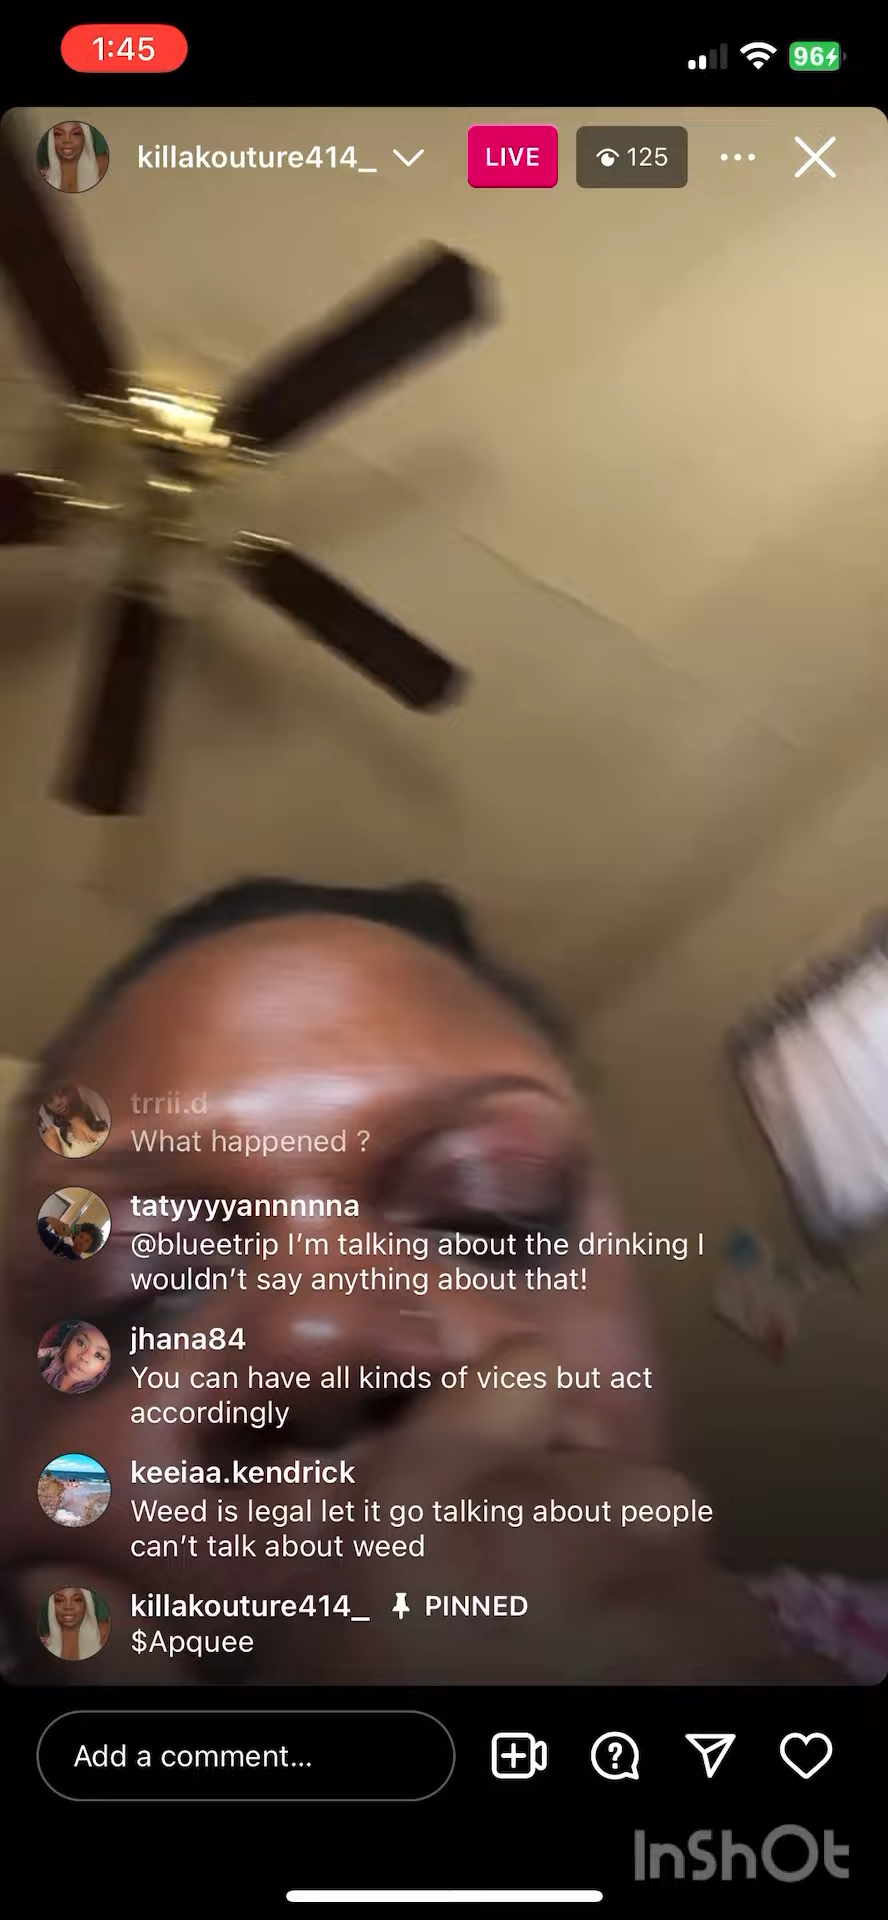 1:45
96
killakouture414_
LIVE
125
trrii.d
What happened ?
tatyyyyannnnna
@blueetrip I’m talking about the drinking I
wouldn’t say anything about that!
jhana84
You can have all kinds of vices but act
accordingly
keeiaa.kendrick
Weed is legal let it go talking about people
can’t talk about weed
killakouture414_ PINNED
$Apquee
Add a comment...
InShOt